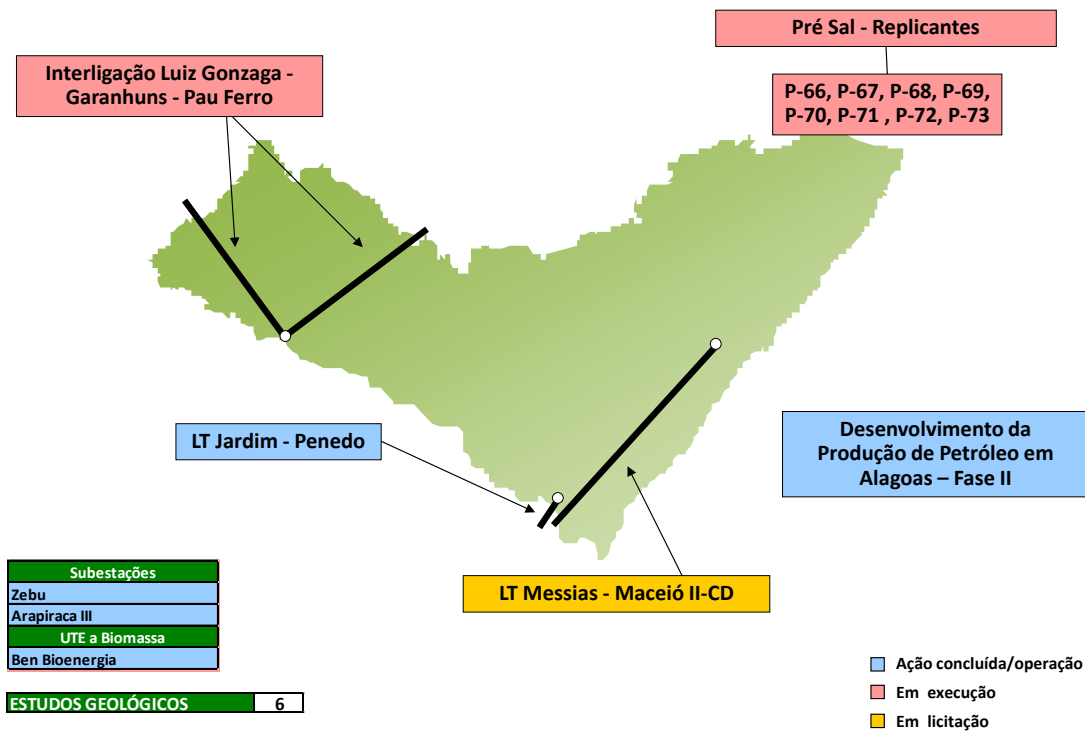 Pré Sal - Replicantes
P-66, P-67, P-68, P-69,
P-70, P-71 , P-72, P-73
Interligação Luiz Gonzaga -
Garanhuns - Pau Ferro
LT Jardim - Penedo
Desenvolvimento da
Produção de Petróleo em
Alagoas – Fase II
LT Messias - Maceió II-CD
Subestações
Zebu
Arapiraca III
UTE a Biomassa
Ben Bioenergia
ESTUDOS GEOLÓGICOS 6
Ação concluída/operação
Em execução
Em licitação